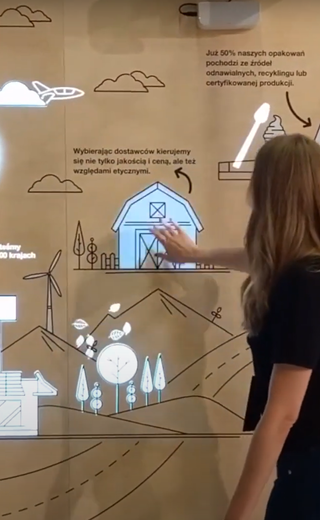 Już 50% naszych opakowań
pochodzi ze źródeł
odnawialnych, recyklingu lub
certyfikowanej produkcji.
Wybierając dostawców kierujemy
się nie tylko jakością i ceną, ale też
względami etycznymi.
krajach